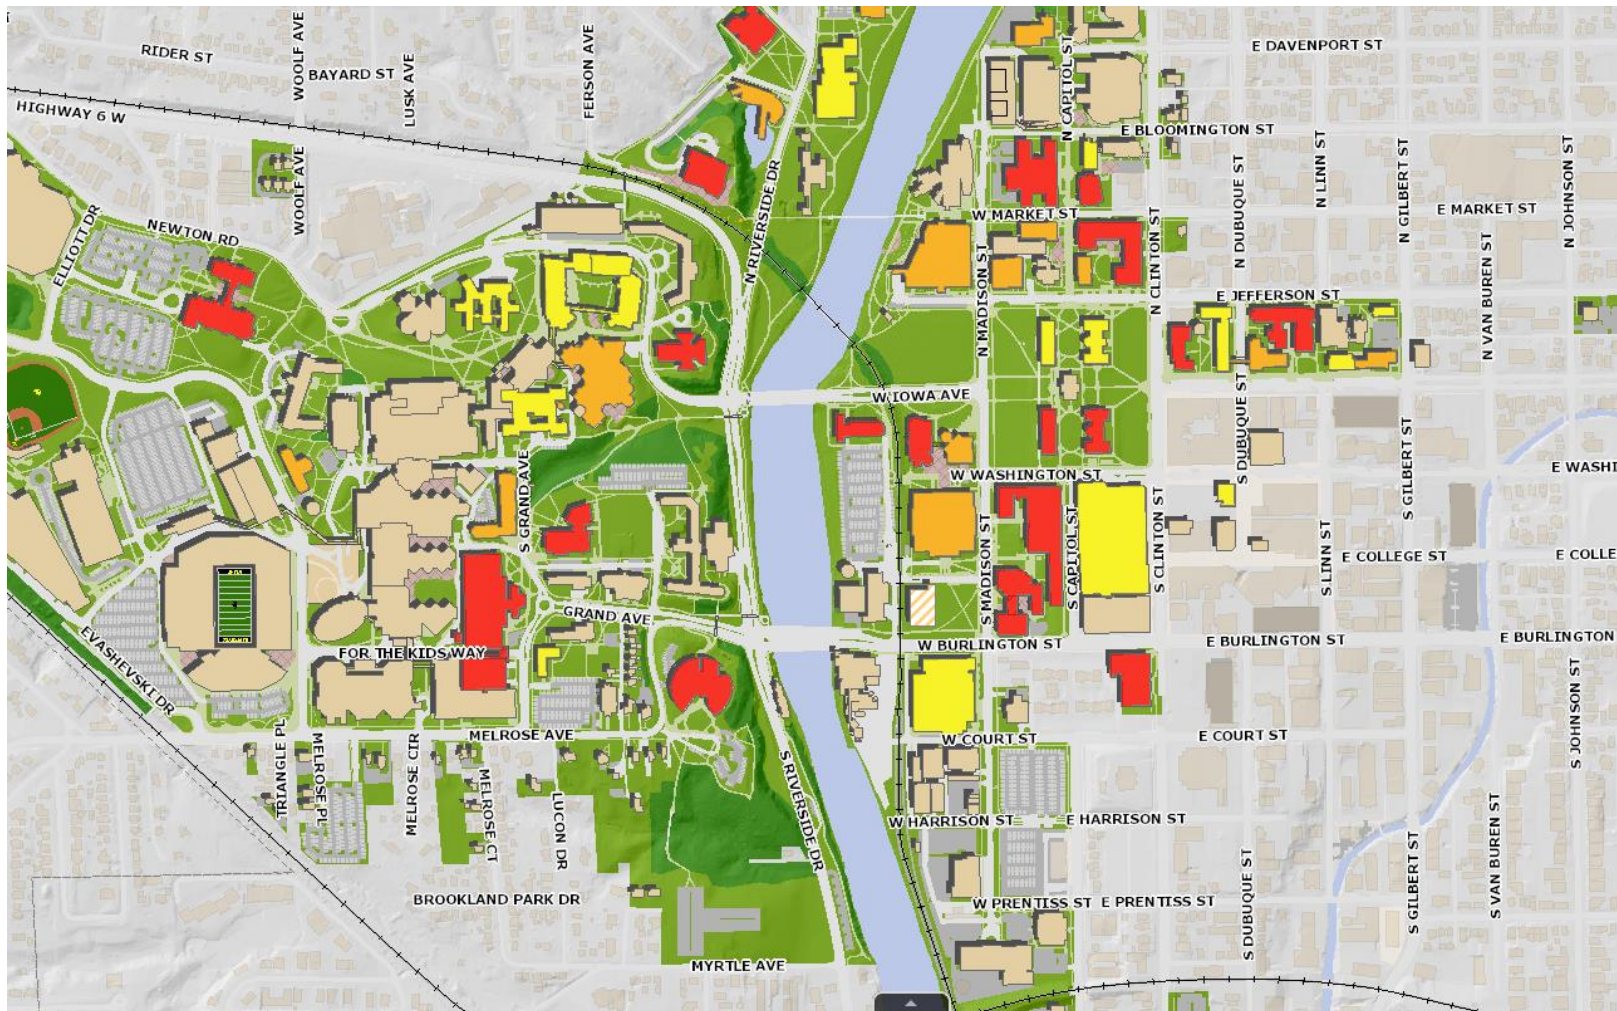 RIDER ST
WOOLF AVE
BAYARD ST
LUSK AVE
FERSON AVE
HIGHWAY 6 W
E DAVENPORT ST
N CAPITOL ST
E BLOOMINGTON ST
WOOLF AVE
N RIVERSIDE DR
N DUBUQUE ST
N LINN ST
N GILBERT ST
N JOHNSON ST
W MARKET ST
E MARKET ST
ELLIOTT DR
NEWTON RD
N MADISON ST
N CLINTON ST
N VAN BUREN ST
E JEFFERSON ST
W IOWA AVE
S DUBUQUE ST
S GILBERT ST
W WASHINGTON ST
E WASHI
S GRAND AVE
S MADISON ST
S CAPITOL ST
S CLINTON ST
S LINN ST
E COLLEGE ST
E COLLE
GRAND AVE
W BURLINGTON ST
E BURLINGTON ST
E BURLINGTON
EVASHEVSKI DR
FOR THE KIDS WAY
MELROSE AVE
W COURT ST
E COURT ST
S JOHNSON ST
TRIANGLE PL
MELROSE PL
MELROSE CIR
MELROSE CT
LUCON DR
S RIVERSIDE DR
W HARRISON ST
E HARRISON ST
S DUBUQUE ST
S GILBERT ST
S VAN BUREN ST
BROOKLAND PARK DR
W PRENTISS ST
E PRENTISS ST
MYRTLE AVE